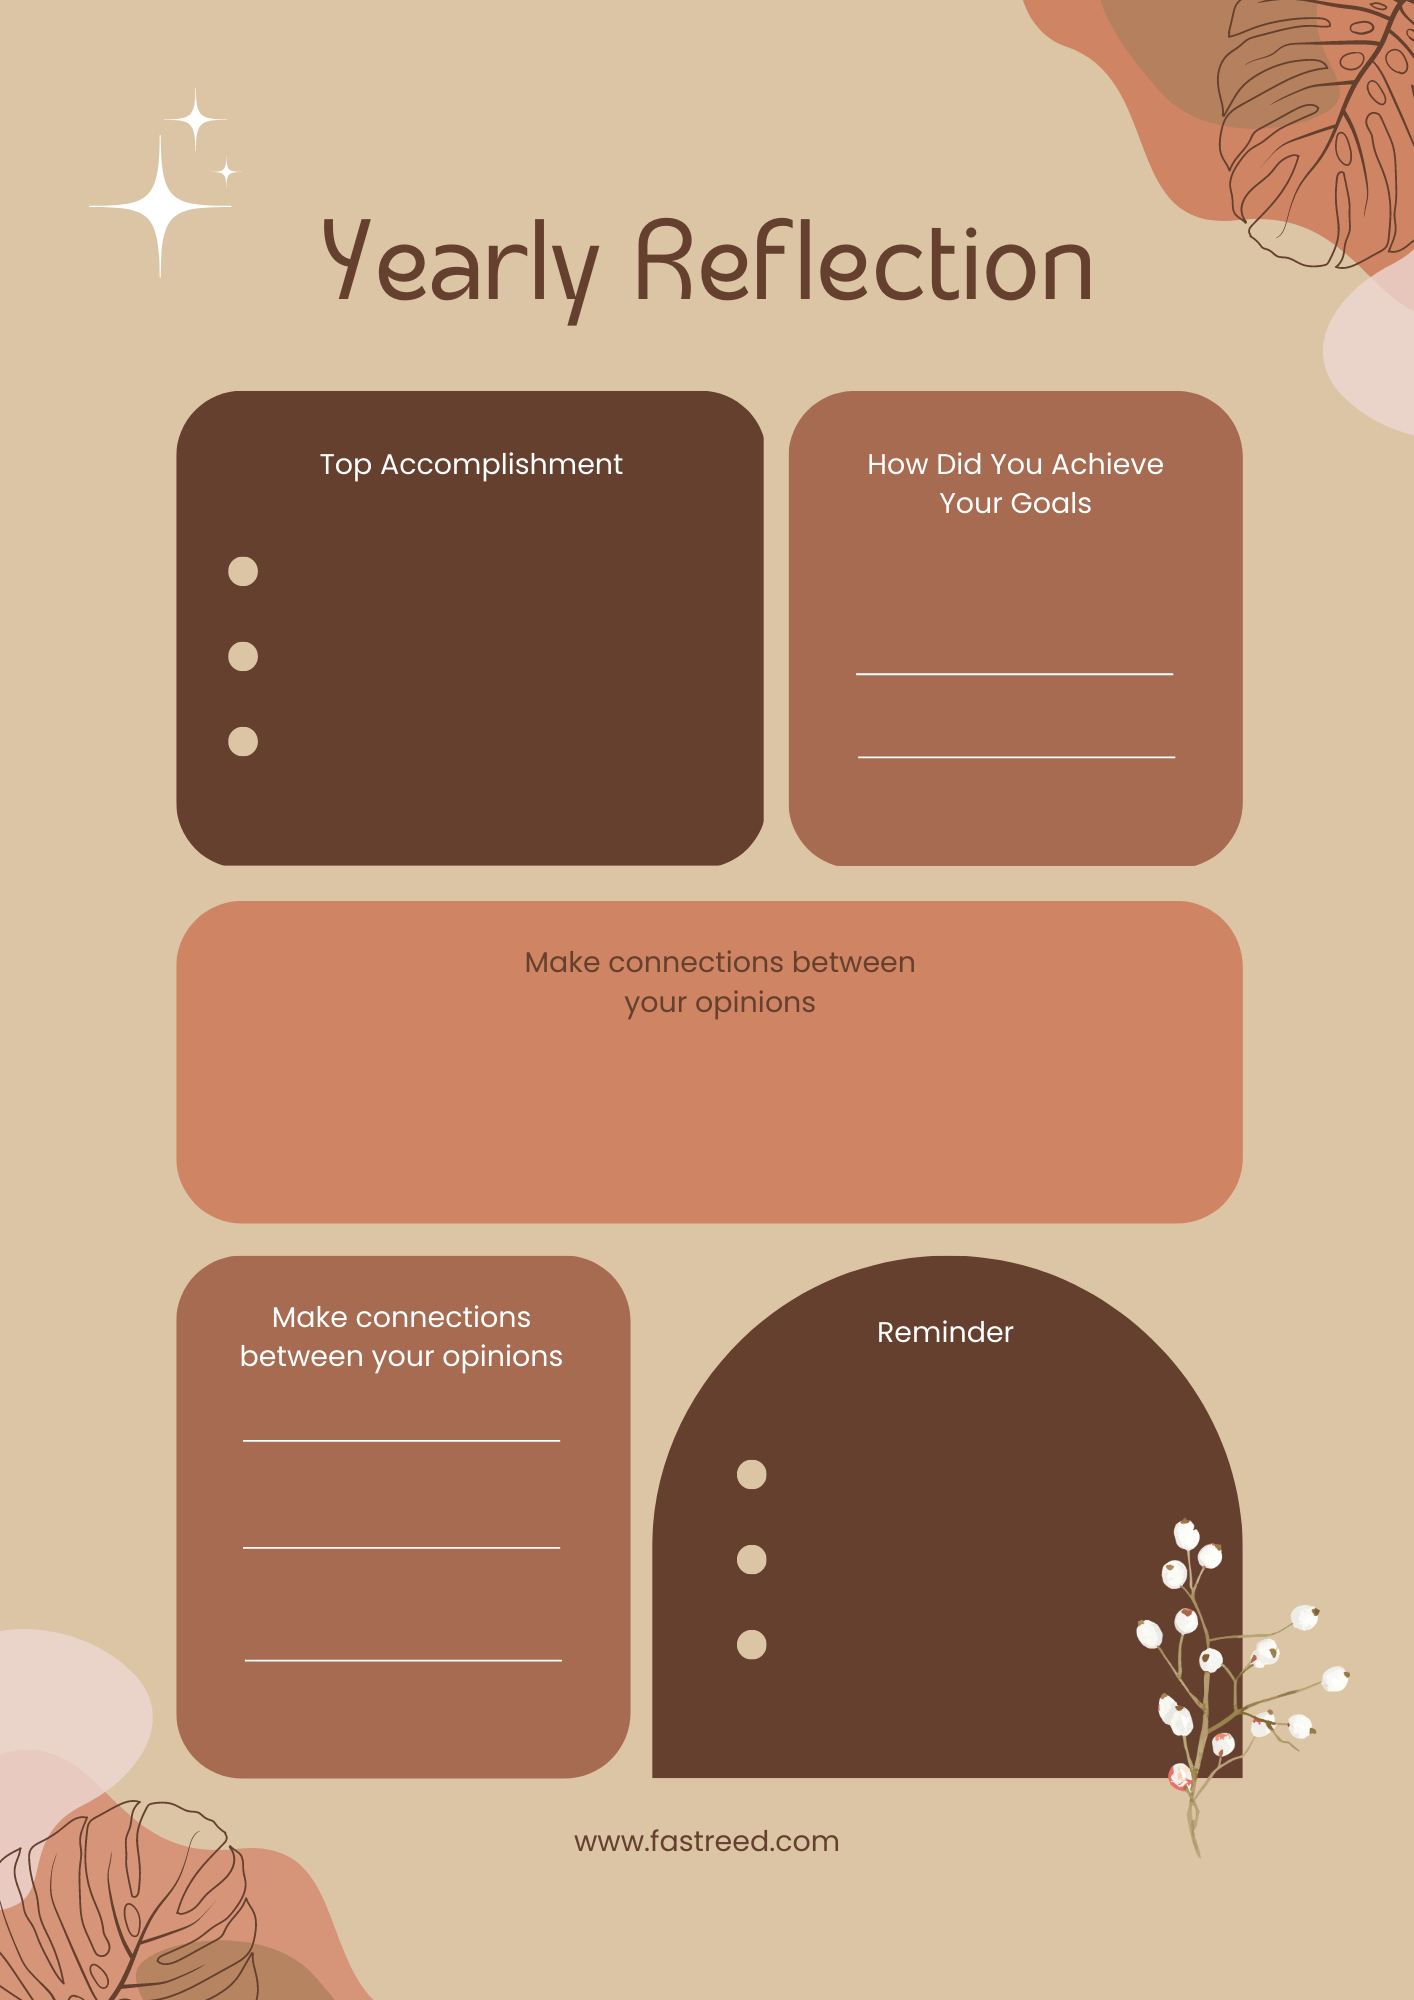 Yearly Reflection
Top Accomplishment
How Did You Achieve
Your Goals
Make connections between
your opinions
Make connections
between your opinions
Reminder
www.fastreed.com